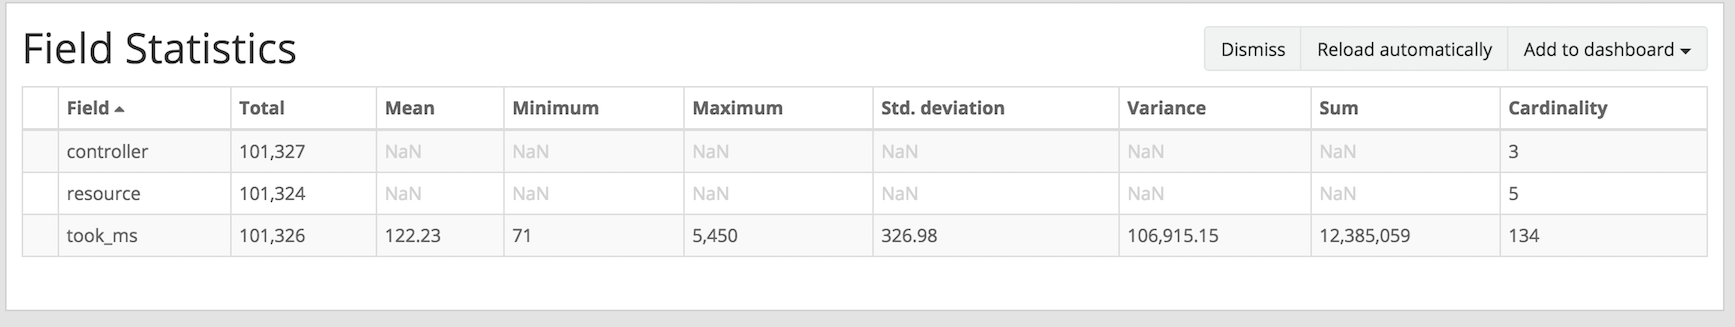 Field Statistics
Dismiss Reload automatically Add to dashboard
Field Total Mean Minimum Maximum Std. deviation Variance Sum Cardinality
controller 101,327 NaN NaN NaN NaN NaN NaN 3
resource 101,324 NaN NaN NaN NaN NaN NaN 5
took_ms 101,326 122.23 71 5,450 326.98 106,915.15 12,385,059 134